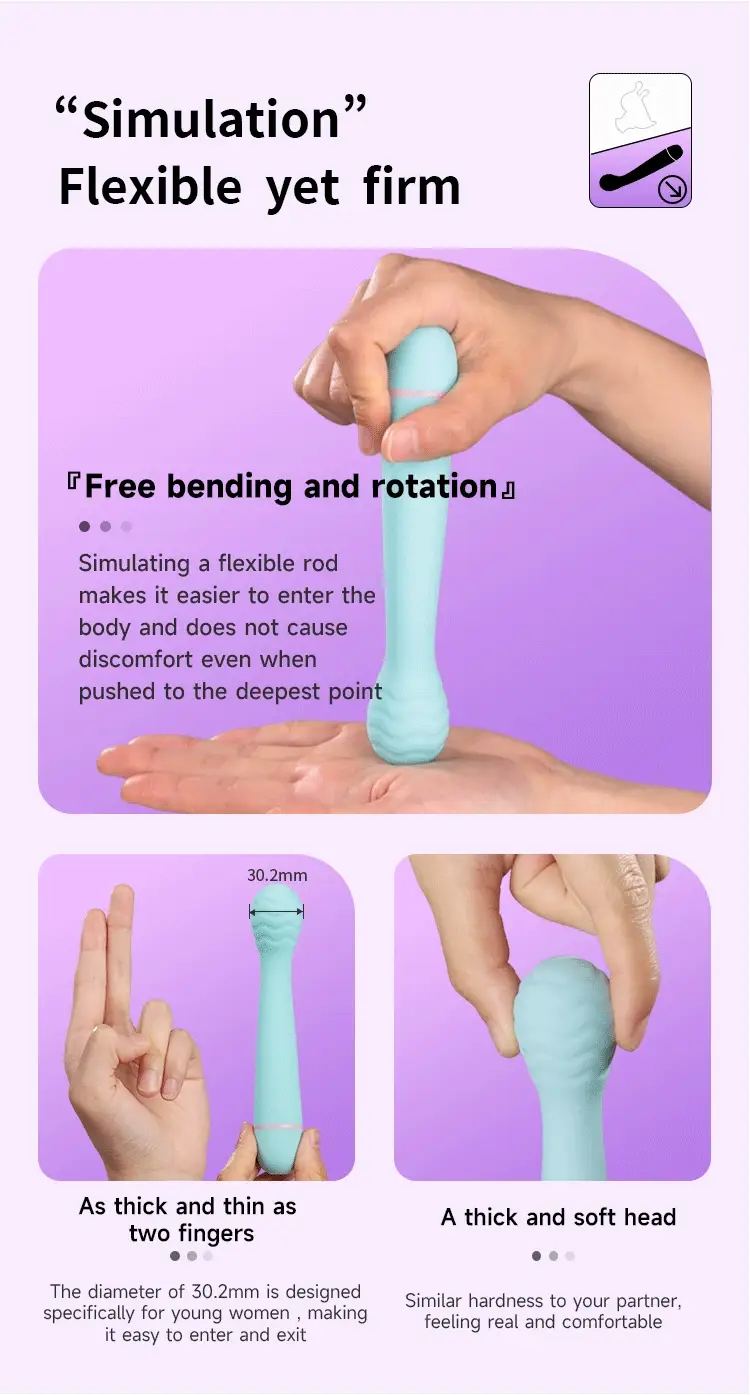 “Simulation”
Flexible yet firm
『Free bending and rotation』
Simulating a flexible rod
makes it easier to enter the
body and does not cause
discomfort even when
pushed to the deepest point
30.2mm
As thick and thin as
two fingers
The diameter of 30.2mm is designed
specifically for young women , making
it easy to enter and exit
A thick and soft head
Similar hardness to your partner,
feeling real and comfortable